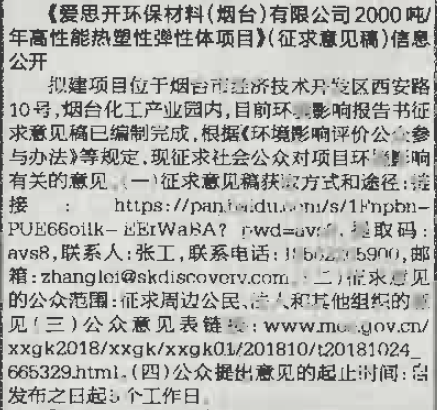 《爱思开环保材料(烟台)有限公司2000吨/
年高性能热塑性弹性体项目》(征求意见稿)信息
公开
拟建项目位于烟台市经济技术开发区西安路
10号,烟台化工产业园内,目前环境影响报告书征
求意见稿已编制完成,根据《环境影响评价公众参
与办法》等规定,现征求社会公众对项目环境影响
有关的意见。(一)征求意见稿获取方式和途径:链
接:https://pan.baidu.com/s/
提取码:
avs8,联系人:张工,联系电话:邮
箱:zhanglei@skdiscovery.com。(二)征求意见
的公众范围:征求周边公民、法人和其他组织的意
见(三)公众意见表链接:www.mee.gov.cn/
xxgk2018/xxgk/xxgk01/201810/t20181024_
665329.html。(四)公众提出意见的起止时间:自
发布之日起5个工作日。